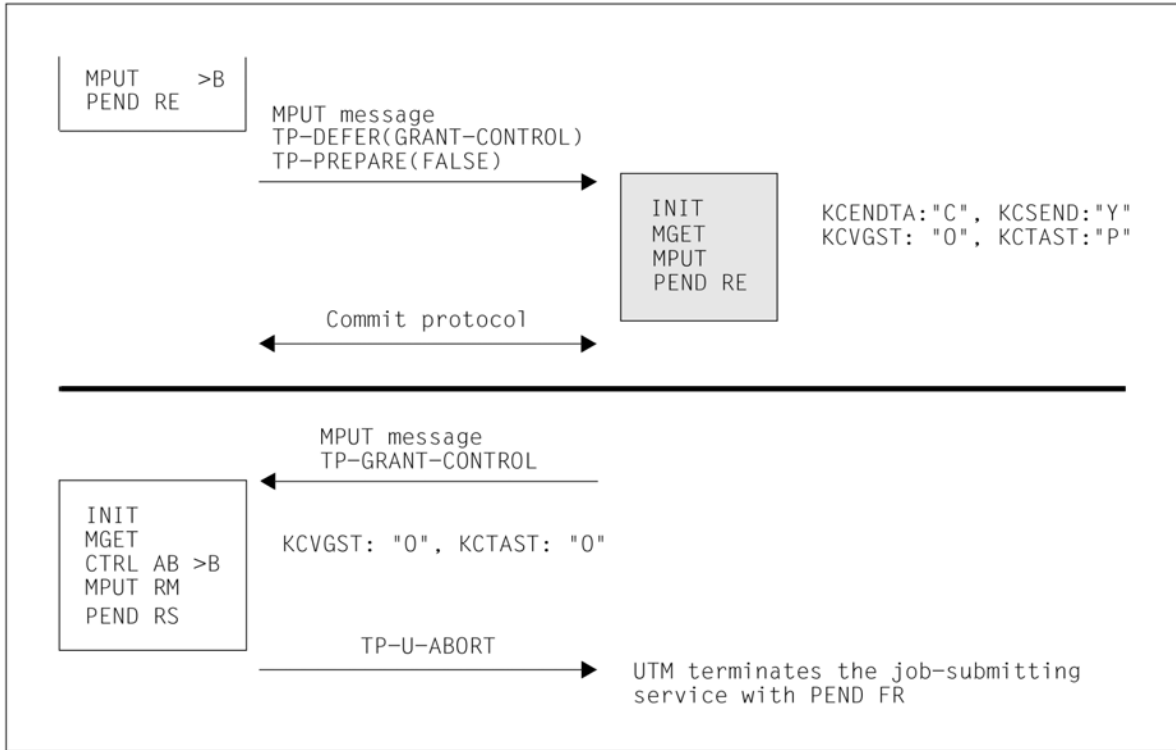 MPUT >B
PEND RE
MPUT message
TP-DEFER(GRANT-CONTROL)
TP-PREPARE(FALSE)
INIT
MGET
MPUT
PEND RE
KCENDTA:"C", KCSEND:"Y"
KCVGST: "O", KCTAST:"P"
Commit protocol
MPUT message
TP-GRANT-CONTROL
INIT
MGET
CTRL AB >B
MPUT RM
PEND RS
KCVGST: "O", KCTAST: "O"
TP-U-ABORT
UTM terminates the job-submitting
service with PEND FR